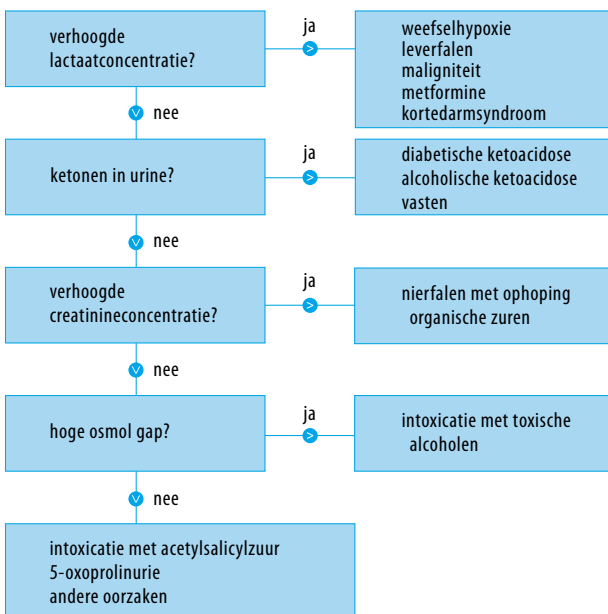 verhoogde
lactaatconcentratie?
ja
weefselhypoxie
leverfalen
maligniteit
metformine
kortedarmsyndroom
nee
ketonen in urine?
ja
diabetische ketoacidose
alcoholische ketoacidose
vasten
nee
verhoogde
creatinineconcentratie?
ja
nierfalen met ophoping
organische zuren
nee
hoge osmol gap?
ja
intoxicatie met toxische
alcoholen
nee
intoxicatie met acetylsalicylzuur
5-oxoprolinurie
andere oorzaken